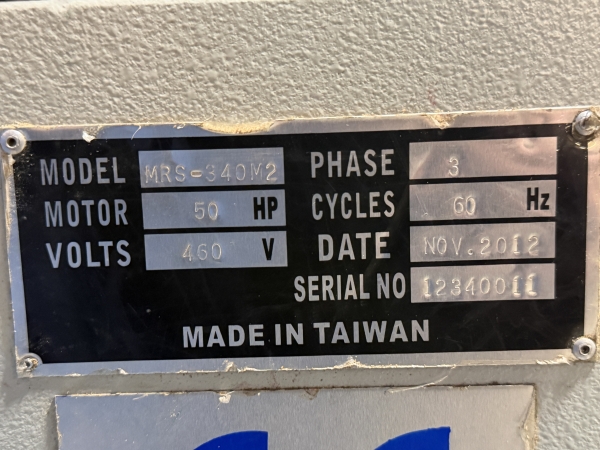 MODEL MRS-340M2 PHASE 3
MOTOR 50 HP CYCLES 60 Hz
VOLTS 460 V DATE NOV.2012
SERIAL NO 12340011
MADE IN TAIWAN